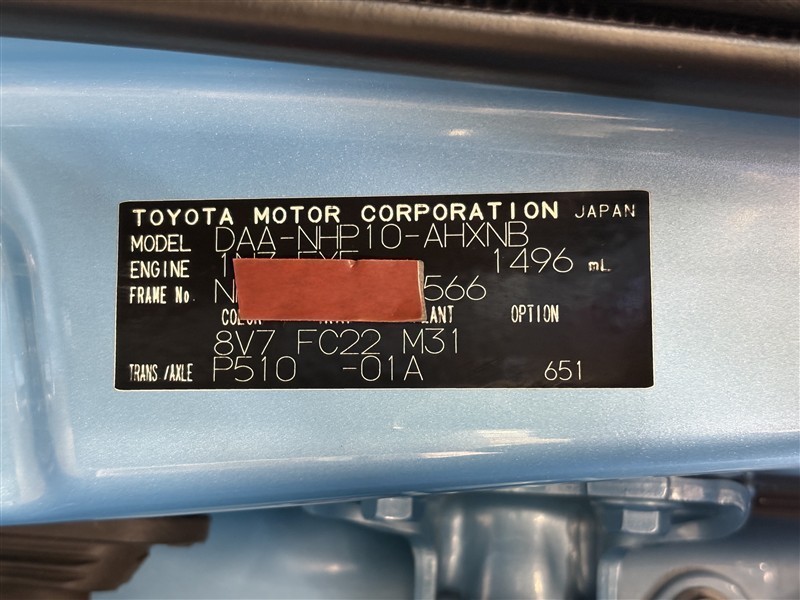 TOYOTA MOTOR CORPORATION JAPAN
MODEL DAA-NHP10-AHXNB
ENGINE 1496 mL
FRAME No. 566
OPTION
8V7 FC22 M31
TRANS/AXLE P510 -01A 651